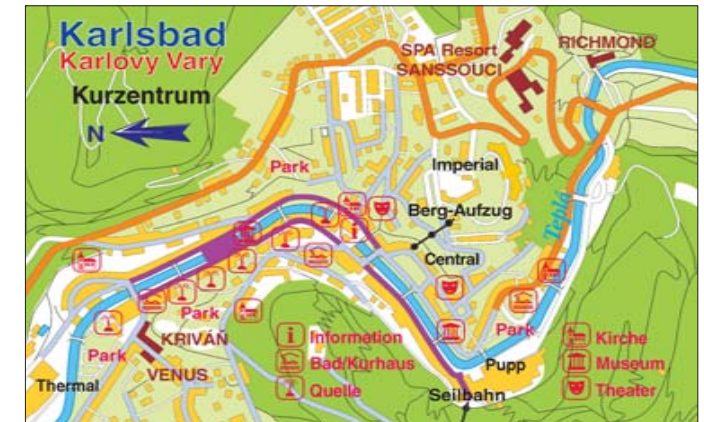 Karlsbad
Karlovy Vary
Kurzentrum
N
SPA Resort
SANSSOUCI
RICHMOND
Park
Imperial
Berg-Aufzug
Teplá
Central
Park
Park
KRIVÁŇ
VENUS
Thermal
Park
Pupp
Seilbahn
i Information
Bad/Kurhaus
Quelle
Kirche
Museum
Theater
i